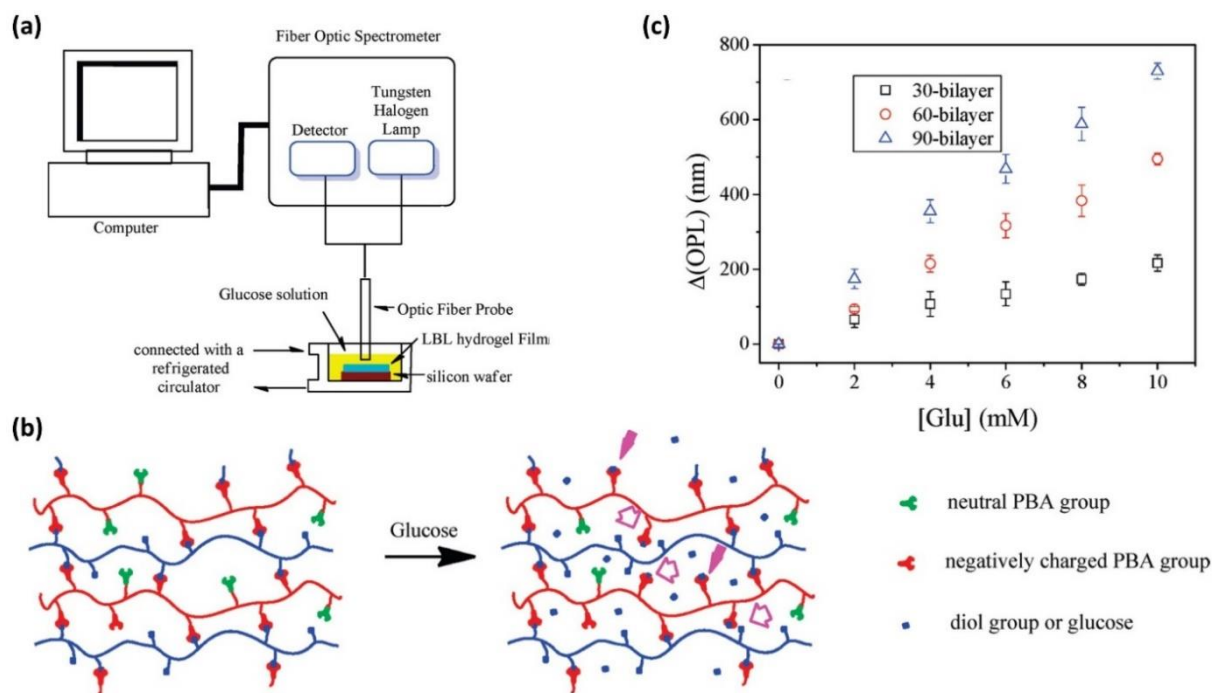 (a)
Fiber Optic Spectrometer
Tungsten
Halogen
Lamp
Detector
Computer
Glucose solution
Optic Fiber Probe
LBL hydrogel Film
connected with a
refrigerated
circulator
silicon wafer
(c)
800
600
400
200
0
Δ(OPL) (nm)
30-bilayer
60-bilayer
90-bilayer
0 2 4 6 8 10
[Glu] (mM)
(b)
Glucose
neutral PBA group
negatively charged PBA group
diol group or glucose